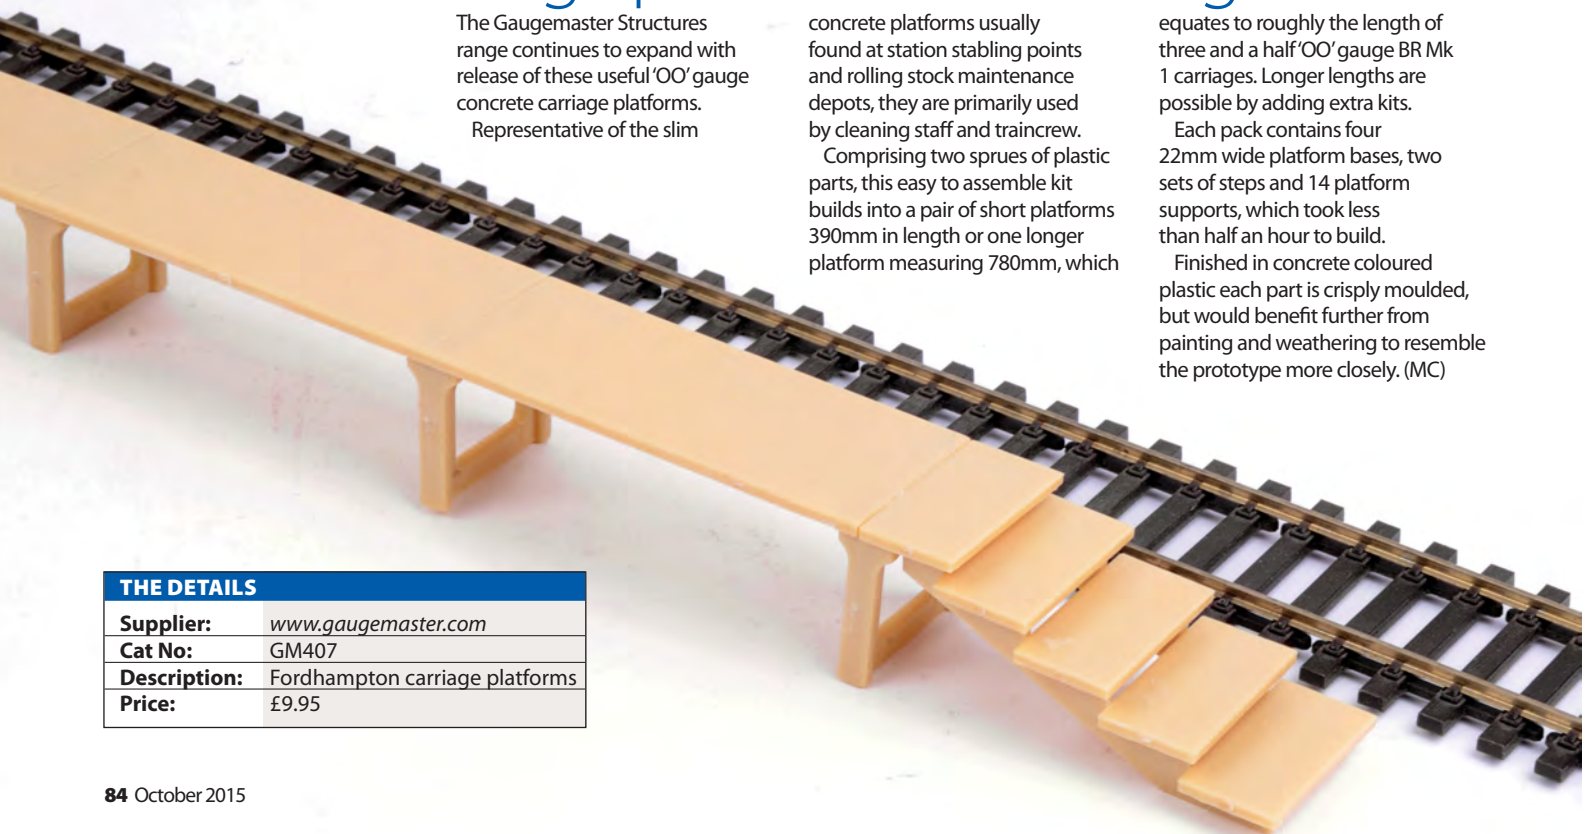 The Gaugemaster Structures
range continues to expand with
release of these useful ‘OO’ gauge
concrete carriage platforms.
Representative of the slim
concrete platforms usually
found at station stabling points
and rolling stock maintenance
depots, they are primarily used
by cleaning staff and traincrew.
Comprising two sprues of plastic
parts, this easy to assemble kit
builds into a pair of short platforms
390mm in length or one longer
platform measuring 780mm, which
equates to roughly the length of
three and a half ‘OO’ gauge BR Mk
1 carriages. Longer lengths are
possible by adding extra kits.
Each pack contains four
22mm wide platform bases, two
sets of steps and 14 platform
supports, which took less
than half an hour to build.
Finished in concrete coloured
plastic each part is crisply moulded,
but would benefit further from
painting and weathering to resemble
the prototype more closely. (MC)
THE DETAILS
Supplier: www.gaugemaster.com
Cat No: GM407
Description: Fordhampton carriage platforms
Price: £9.95
84 October 2015